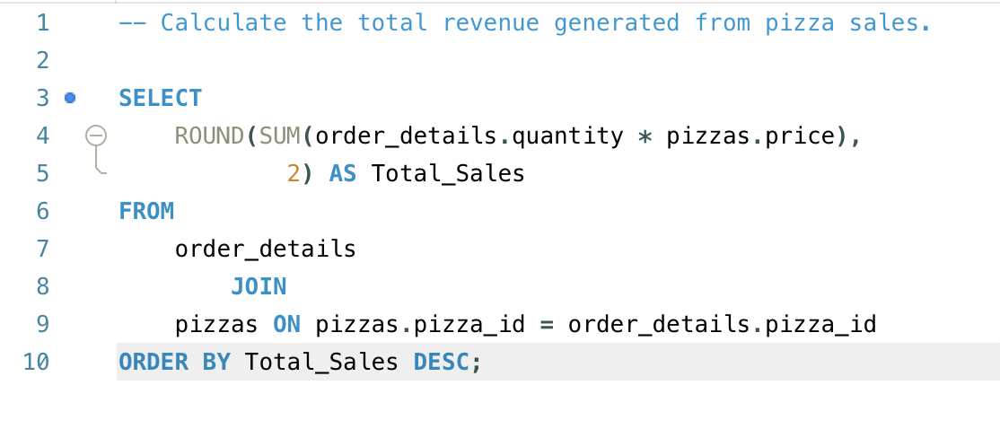 1 -- Calculate the total revenue generated from pizza sales.
2
3 SELECT
4     ROUND(SUM(order_details.quantity * pizzas.price),
5             2) AS Total_Sales
6 FROM
7     order_details
8         JOIN
9     pizzas ON pizzas.pizza_id = order_details.pizza_id
10 ORDER BY Total_Sales DESC;